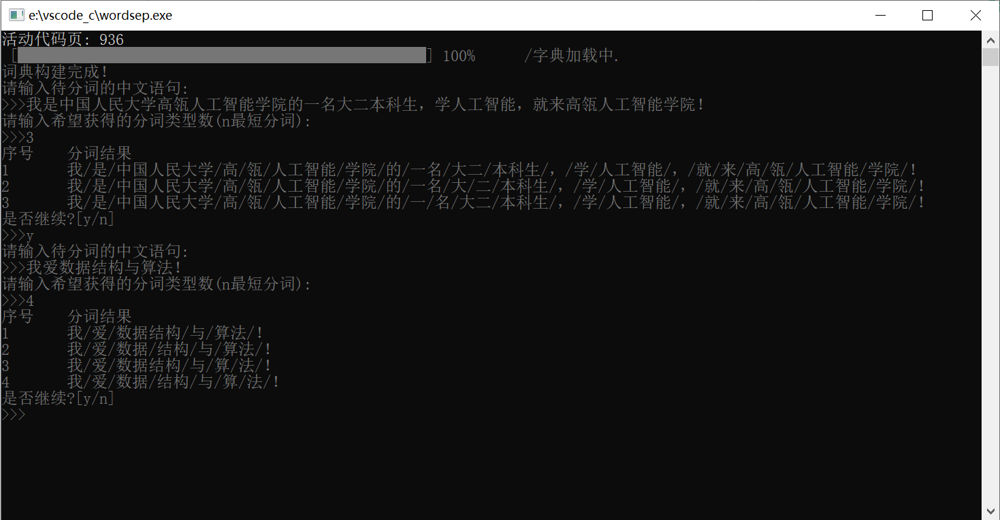 e:\vscode_c\wordsep.exe
活动代码页: 936
[ ] 100% /字典加载中.
词典构建完成!
请输入待分词的中文语句:
>>>我是中国人民大学高瓴人工智能学院的一名大二本科生，学人工智能，就来高瓴人工智能学院！
请输入希望获得的分词类型数(n最短分词):
>>>3
序号 分词结果
1 我/是/中国人民大学/高/瓴/人工智能/学院/的/一名/大二/本科生/，/学/人工智能/，/就/来/高/瓴/人工智能/学院/！
2 我/是/中国人民大学/高/瓴/人工智能/学院/的/一名/大/二/本科生/，/学/人工智能/，/就/来/高/瓴/人工智能/学院/！
3 我/是/中国人民大学/高/瓴/人工智能/学院/的/一/名/大二/本科生/，/学/人工智能/，/就/来/高/瓴/人工智能/学院/！
是否继续?[y/n]
>>>y
请输入待分词的中文语句:
>>>我爱数据结构与算法！
请输入希望获得的分词类型数(n最短分词):
>>>4
序号 分词结果
1 我/爱/数据结构/与/算法/！
2 我/爱/数据/结构/与/算法/！
3 我/爱/数据结构/与/算/法/！
4 我/爱/数据/结构/与/算/法/！
是否继续?[y/n]
>>>